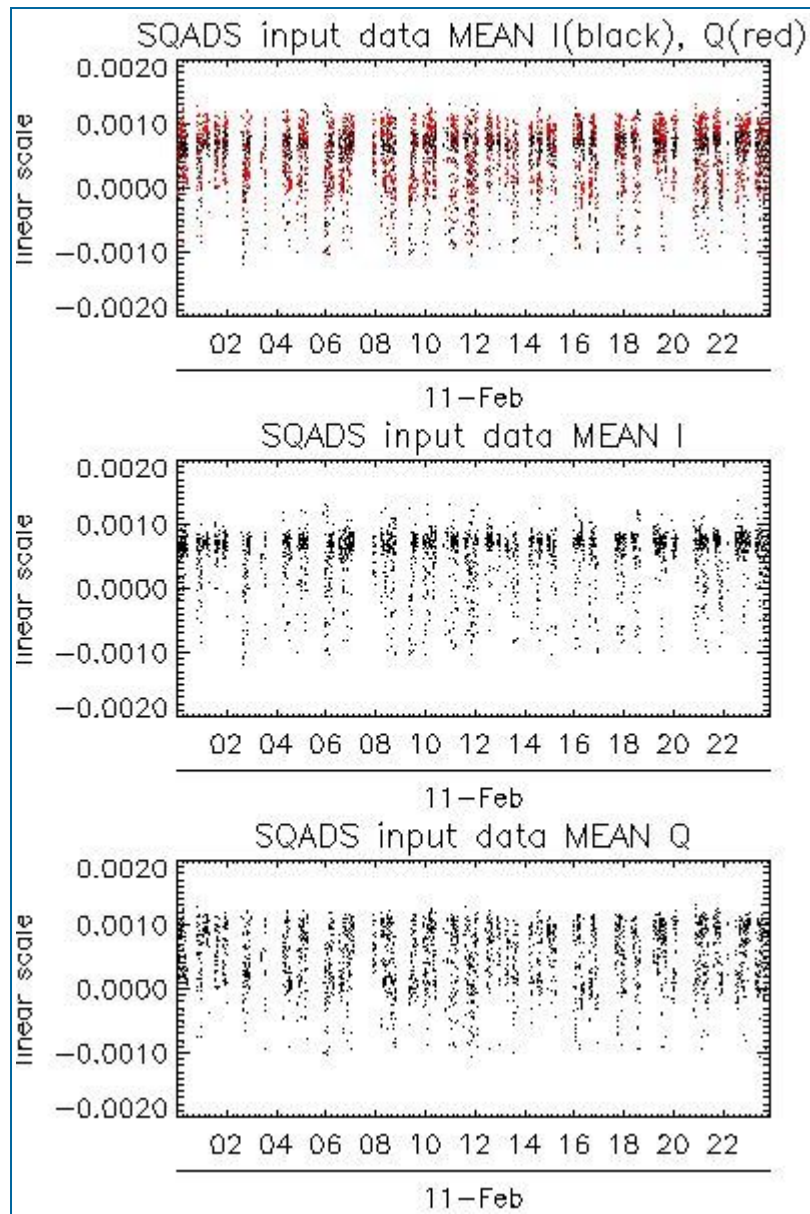 SQADS input data MEAN I(black), Q(red)
linear scale
0.0020
0.0010
0.0000
−0.0010
−0.0020
02 04 06 08 10 12 14 16 18 20 22
11−Feb
SQADS input data MEAN I
linear scale
0.0020
0.0010
0.0000
−0.0010
−0.0020
02 04 06 08 10 12 14 16 18 20 22
11−Feb
SQADS input data MEAN Q
linear scale
0.0020
0.0010
0.0000
−0.0010
−0.0020
02 04 06 08 10 12 14 16 18 20 22
11−Feb